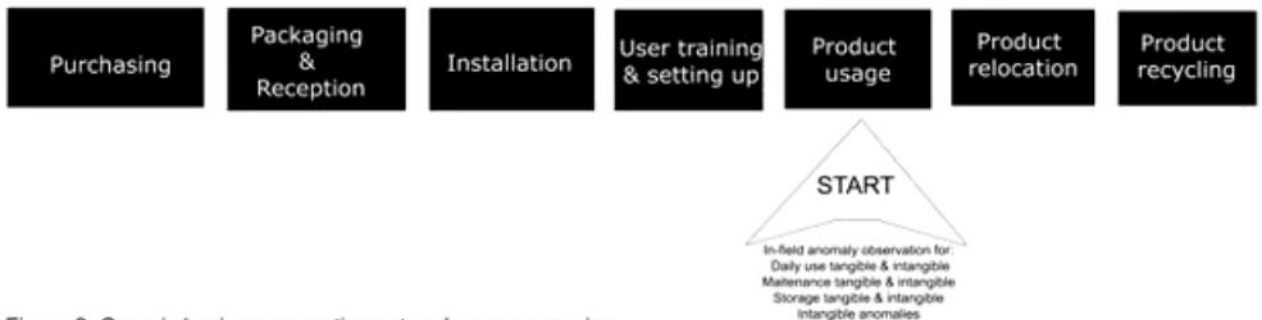 Purchasing
Packaging
&
Reception
Installation
User training
& setting up
Product
usage
Product
relocation
Product
recycling
START
In-field anomaly observation for:
Daily use tangible & intangible
Maitenance tangible & intangible
Storage tangible & intangible
Intangible anomalies